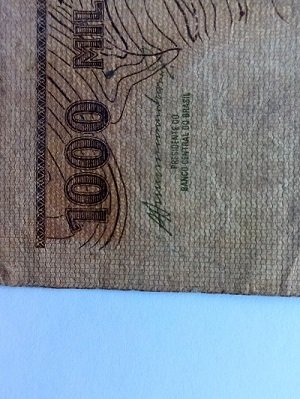 1000 MIL
PRESIDENTE DO
BANCO CENTRAL DO BRASIL